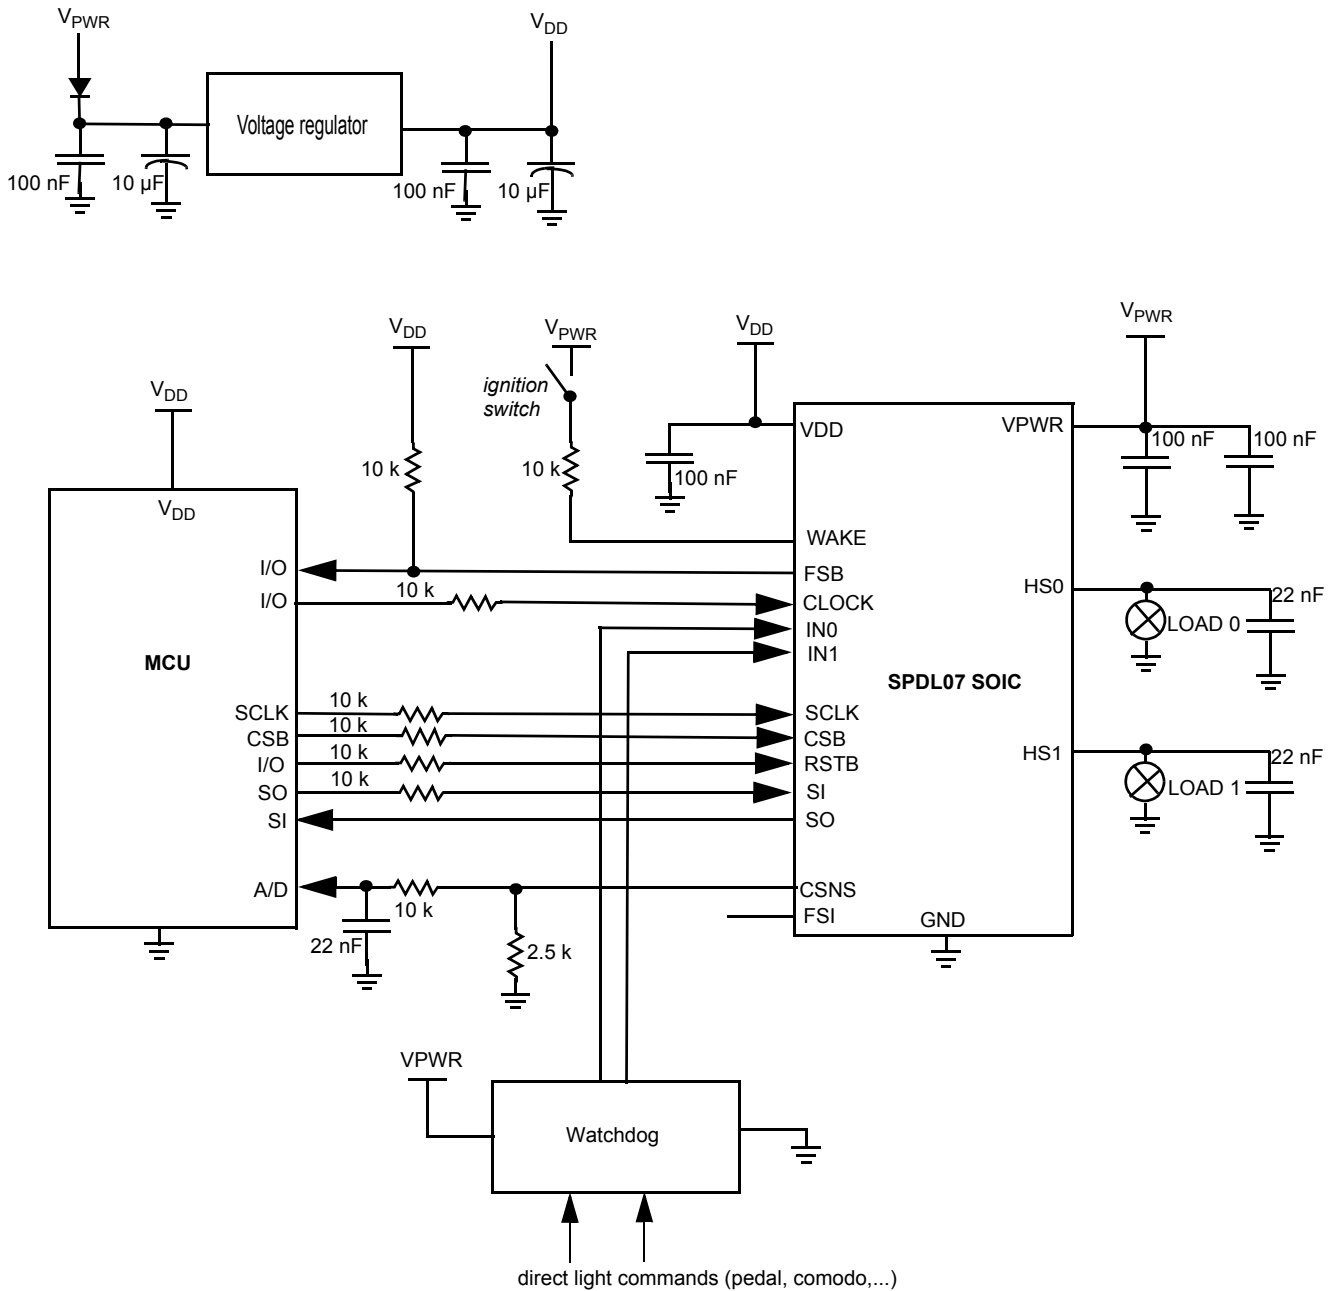 VPWR
VDD
Voltage regulator
100 nF
10 µF
100 nF
10 µF
VDD
VPWR
VDD
VPWR
ignition
switch
VDD
10 k
10 k
100 nF
VDD
VPWR
100 nF
100 nF
VDD
WAKE
I/O
FSB
I/O
10 k
CLOCK
HS0
22 nF
IN0
LOAD 0
IN1
MCU
SPDL07 SOIC
SCLK
10 k
SCLK
CSB
10 k
CSB
I/O
10 k
RSTB
HS1
22 nF
SO
10 k
SI
LOAD 1
SI
SO
A/D
10 k
CSNS
FSI
GND
22 nF
2.5 k
VPWR
Watchdog
direct light commands (pedal, comodo,...)